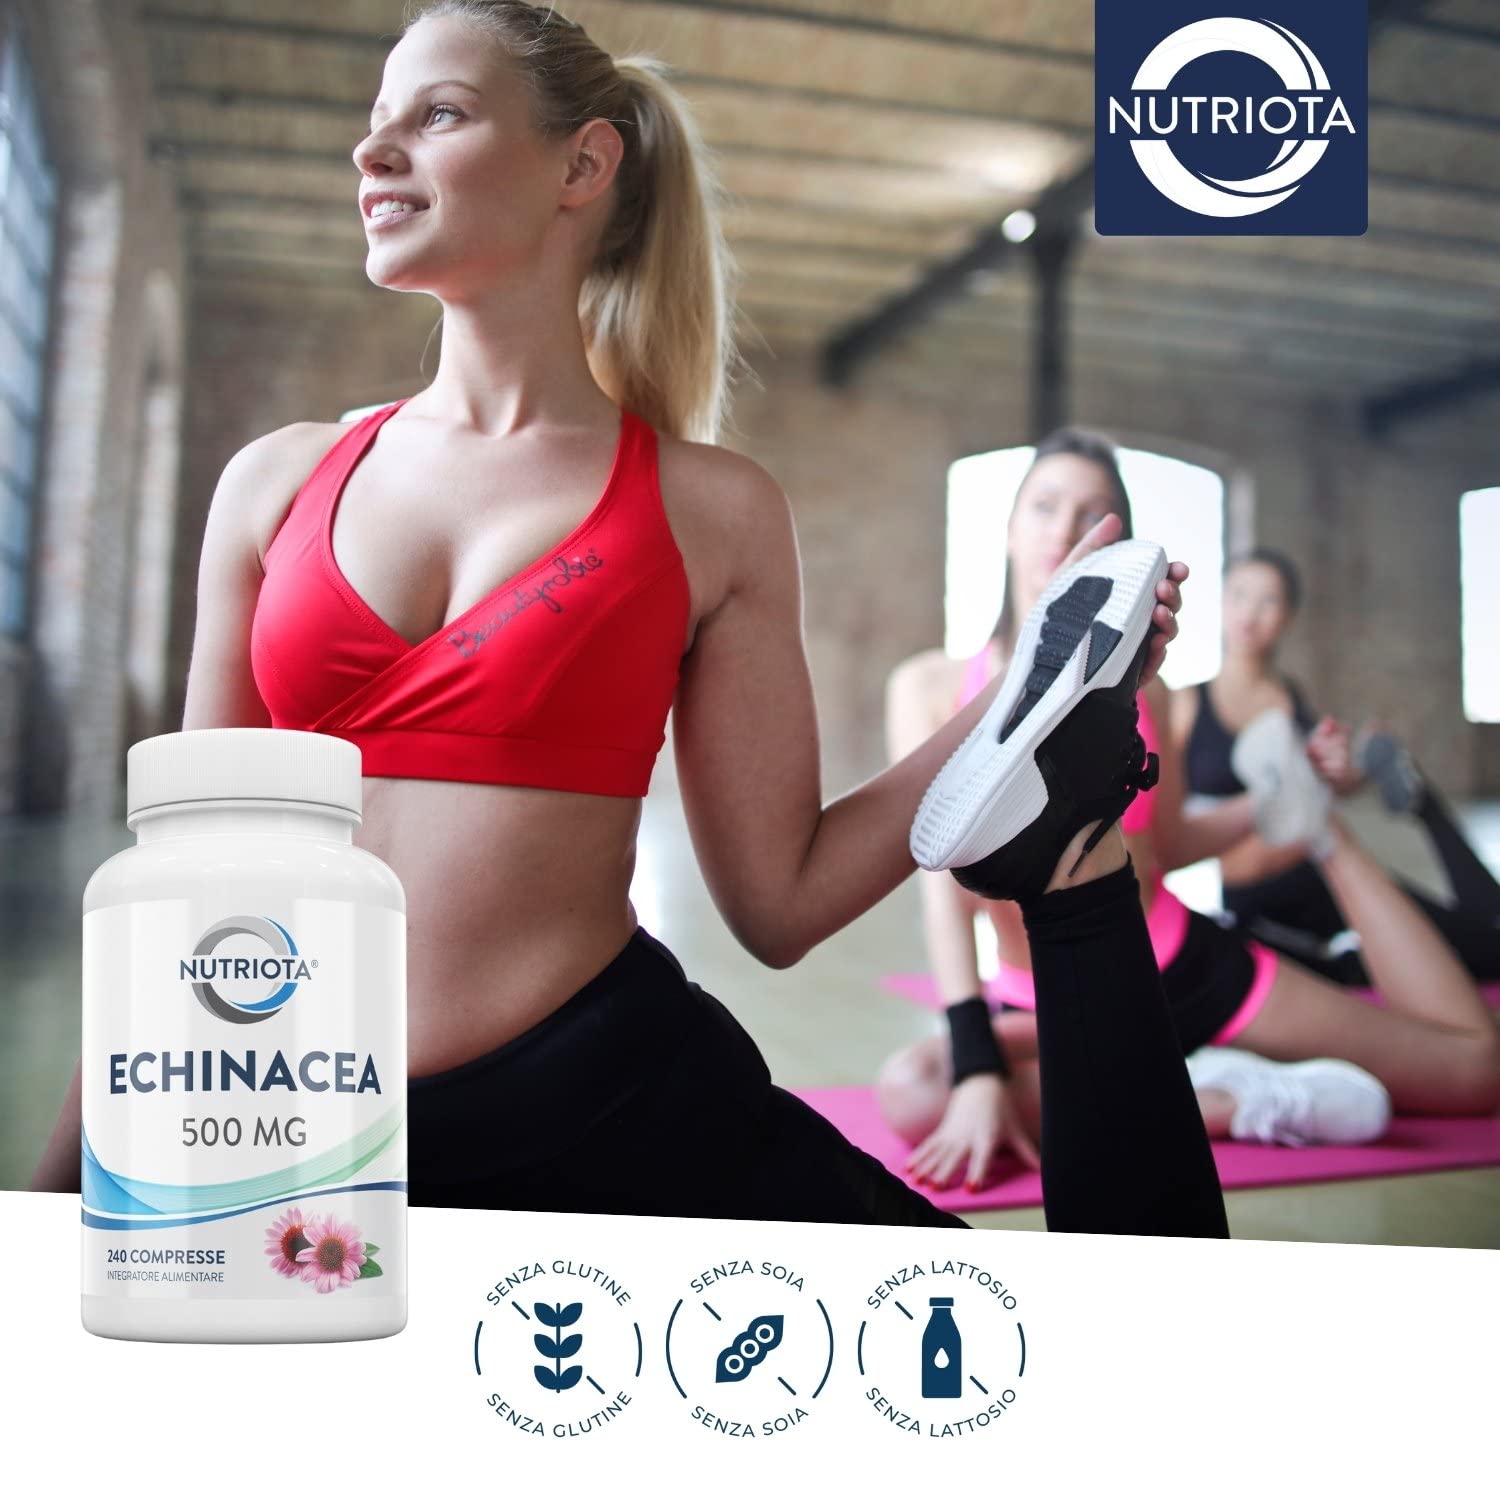 NUTRIOTA
Beautyrobic®
NUTRIOTA®
ECHINACEA
500 MG
240 COMPRESSE
INTEGRATORE ALIMENTARE
SENZA GLUTINE
SENZA GLUTINE
SENZA SOIA
SENZA SOIA
SENZA LATTOSIO
SENZA LATTOSIO